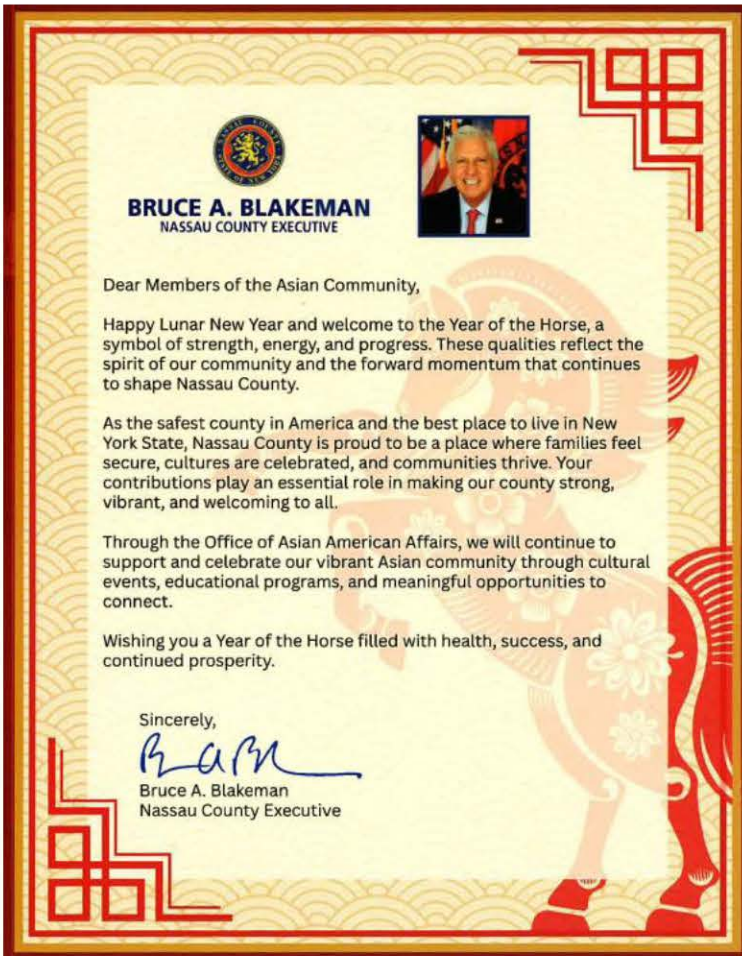 BRUCE A. BLAKEMAN
NASSAU COUNTY EXECUTIVE
Dear Members of the Asian Community,
Happy Lunar New Year and welcome to the Year of the Horse, a
symbol of strength, energy, and progress. These qualities reflect the
spirit of our community and the forward momentum that continues
to shape Nassau County.
As the safest county in America and the best place to live in New
York State, Nassau County is proud to be a place where families feel
secure, cultures are celebrated, and communities thrive. Your
contributions play an essential role in making our county strong,
vibrant, and welcoming to all.
Through the Office of Asian American Affairs, we will continue to
support and celebrate our vibrant Asian community through cultural
events, educational programs, and meaningful opportunities to
connect.
Wishing you a Year of the Horse filled with health, success, and
continued prosperity.
Sincerely,
Bruce A. Blakeman
Nassau County Executive